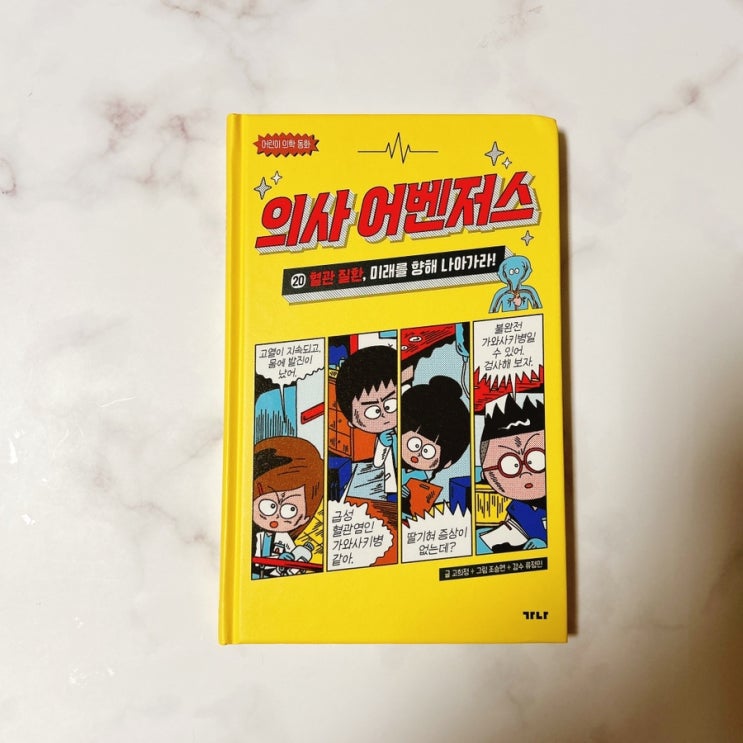 어린이 의학 동화
의사 어벤저스
20 혈관 질환, 미래를 향해 나아가라!
고열이 지속되고,
몸에 발진이
났어.
급성
혈관염인
가와사키병
같아.
딸기혀 증상이
없는데?
불완전
가와사키병일
수 있어.
검사해 보자.
글 고희정 + 그림 조승연 + 감수 류정민
가나